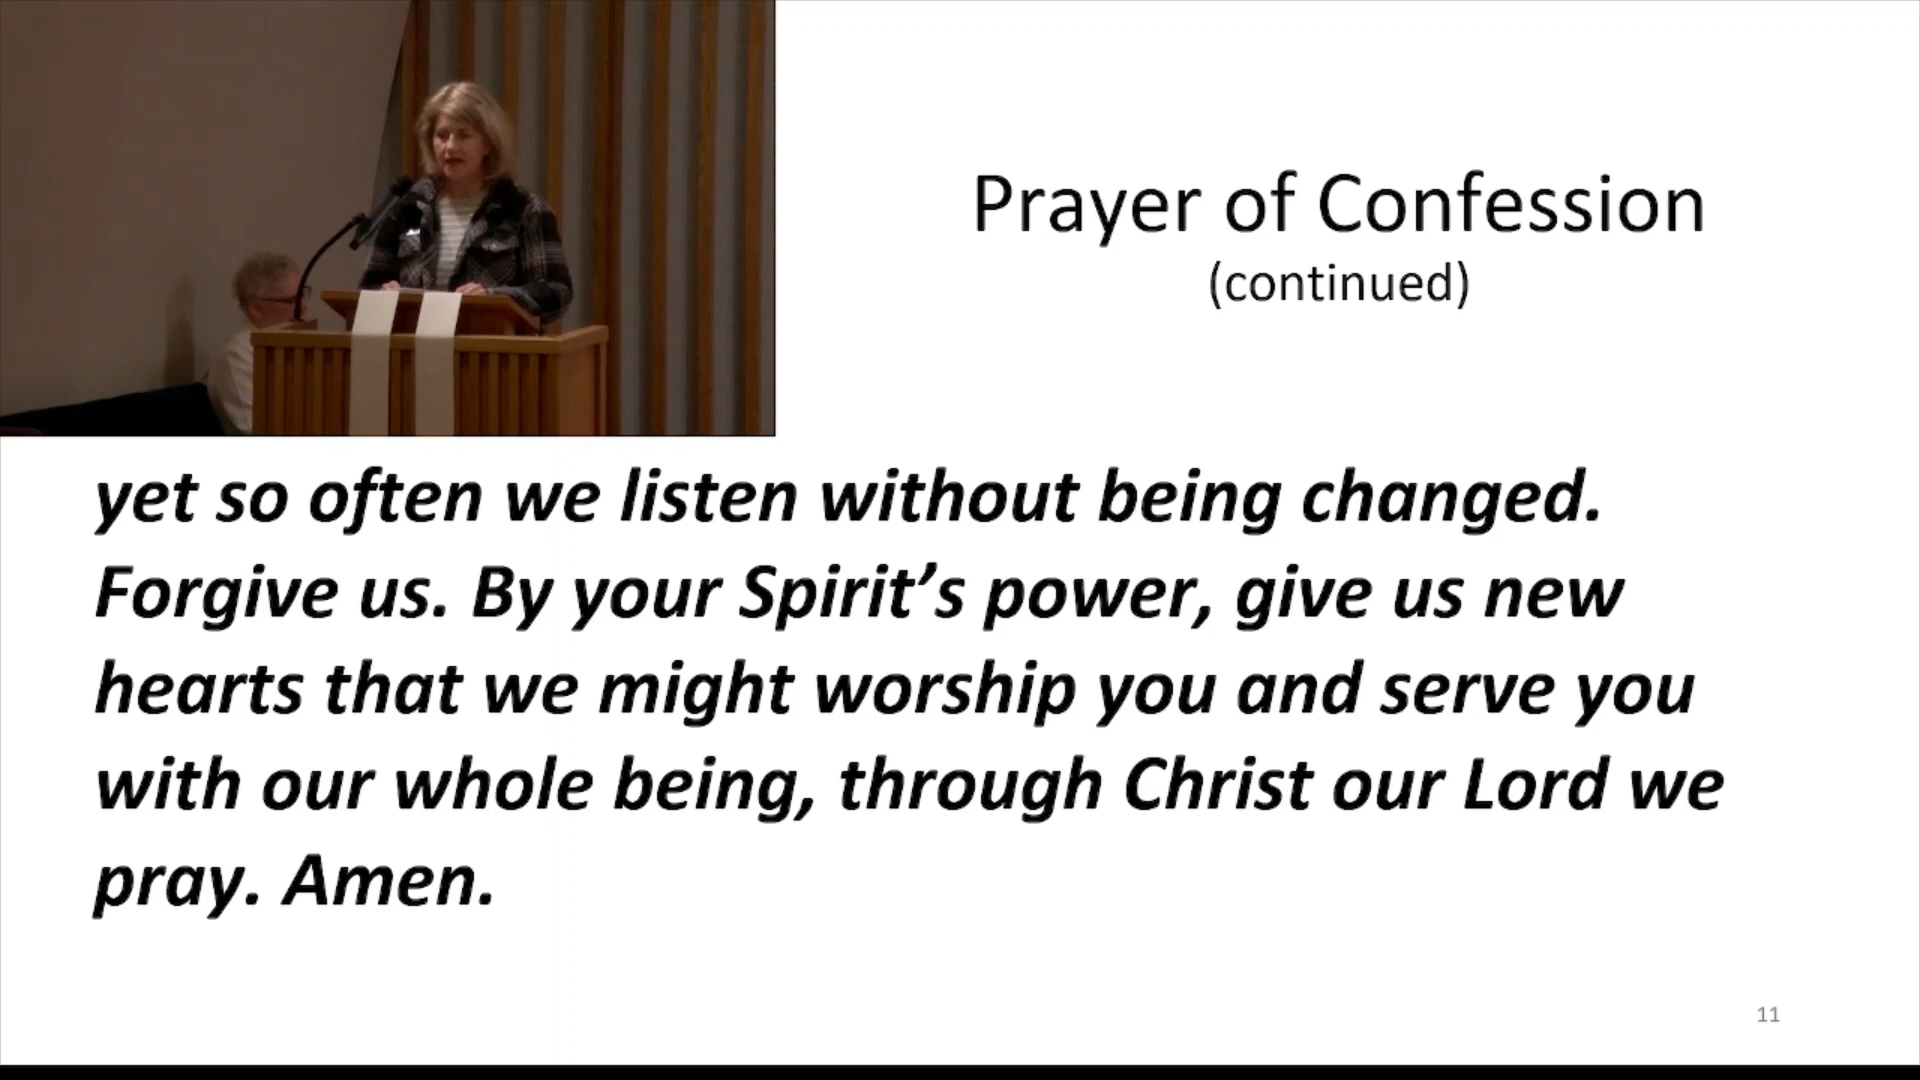 Prayer of Confession
(continued)
yet so often we listen without being changed.
Forgive us. By your Spirit’s power, give us new
hearts that we might worship you and serve you
with our whole being, through Christ our Lord we
pray. Amen.
11